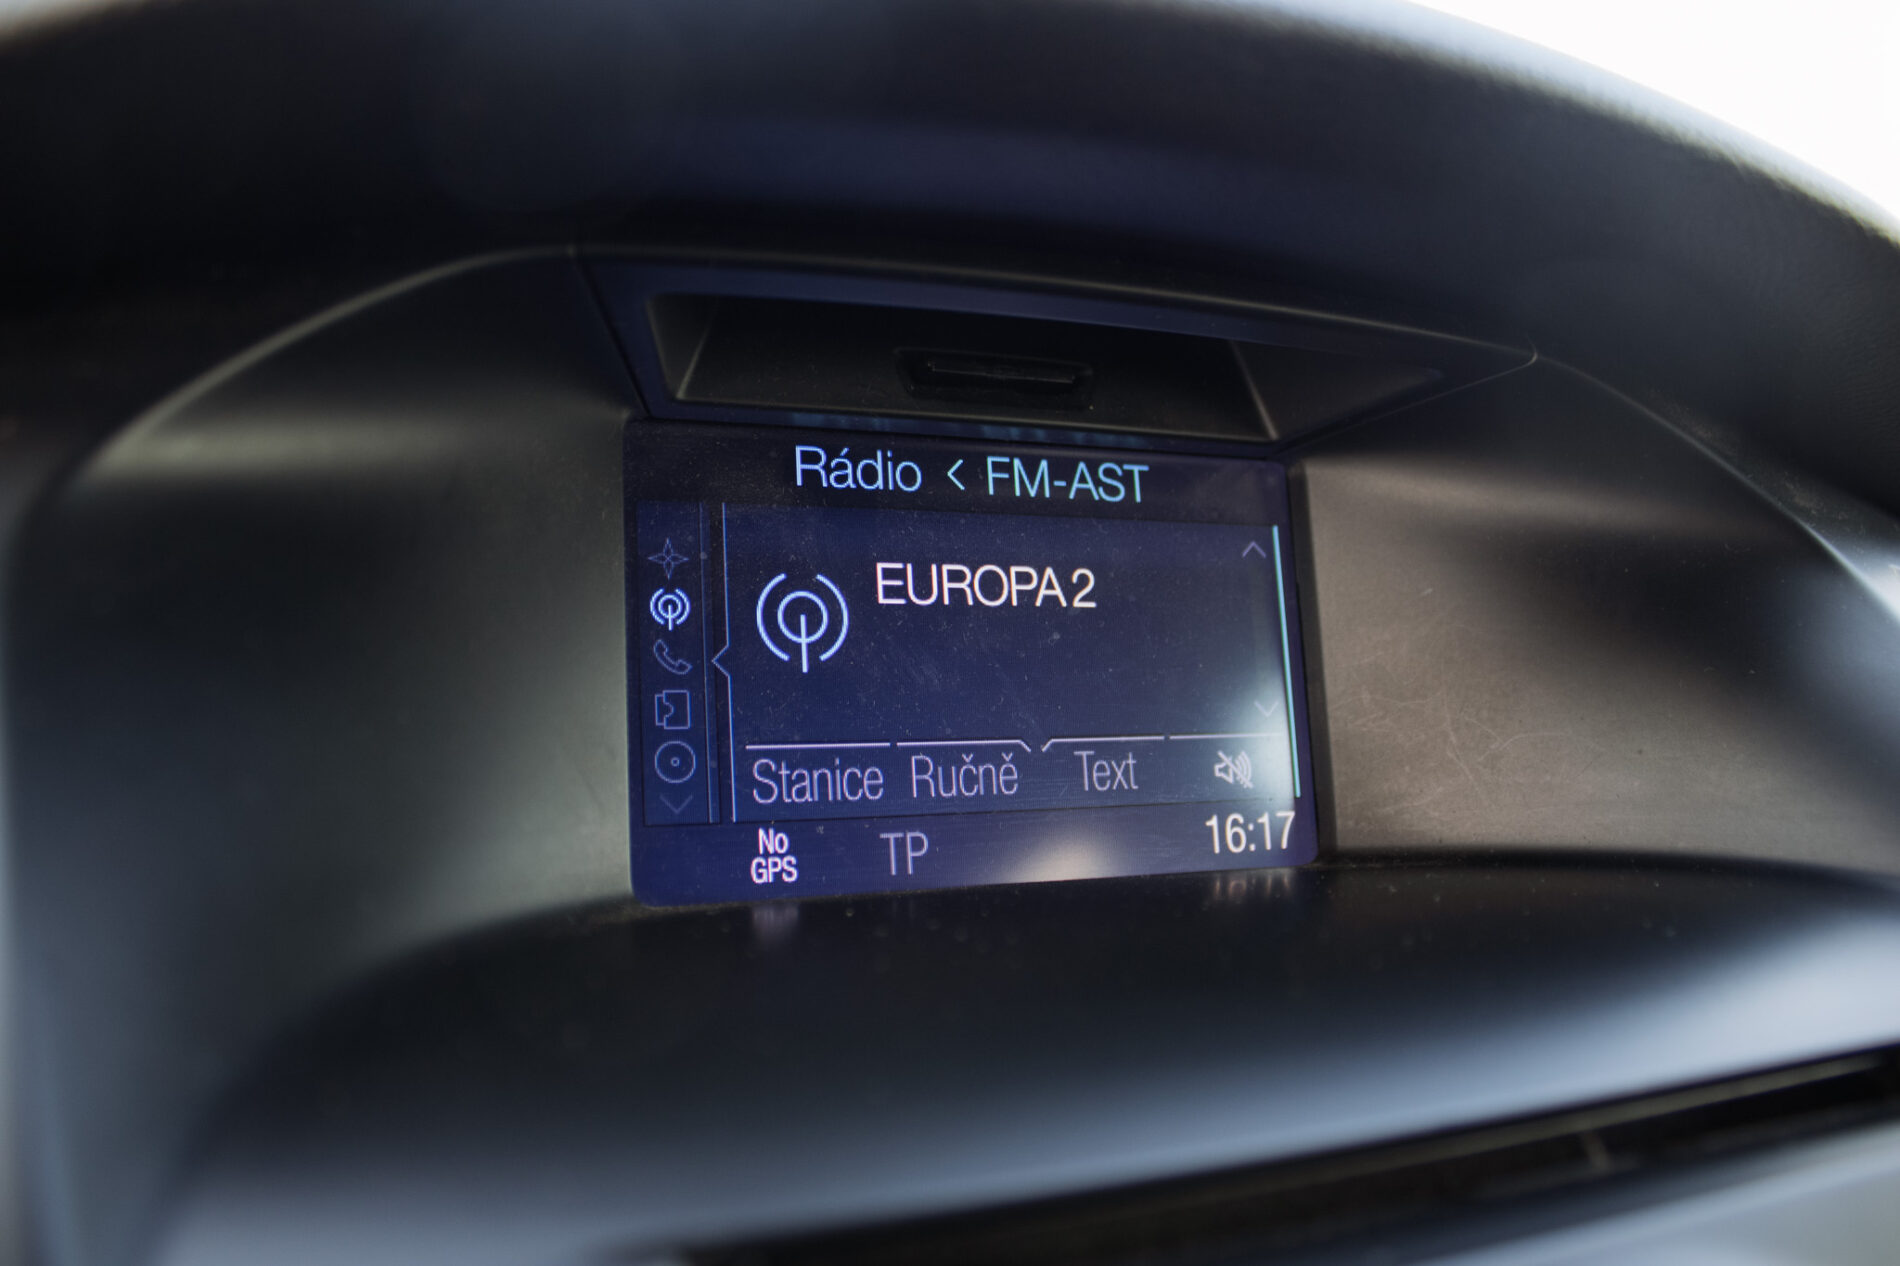 Rádio < FM-AST
EUROPA 2
Stanice Ručně Text
No
GPS
TP
16:17